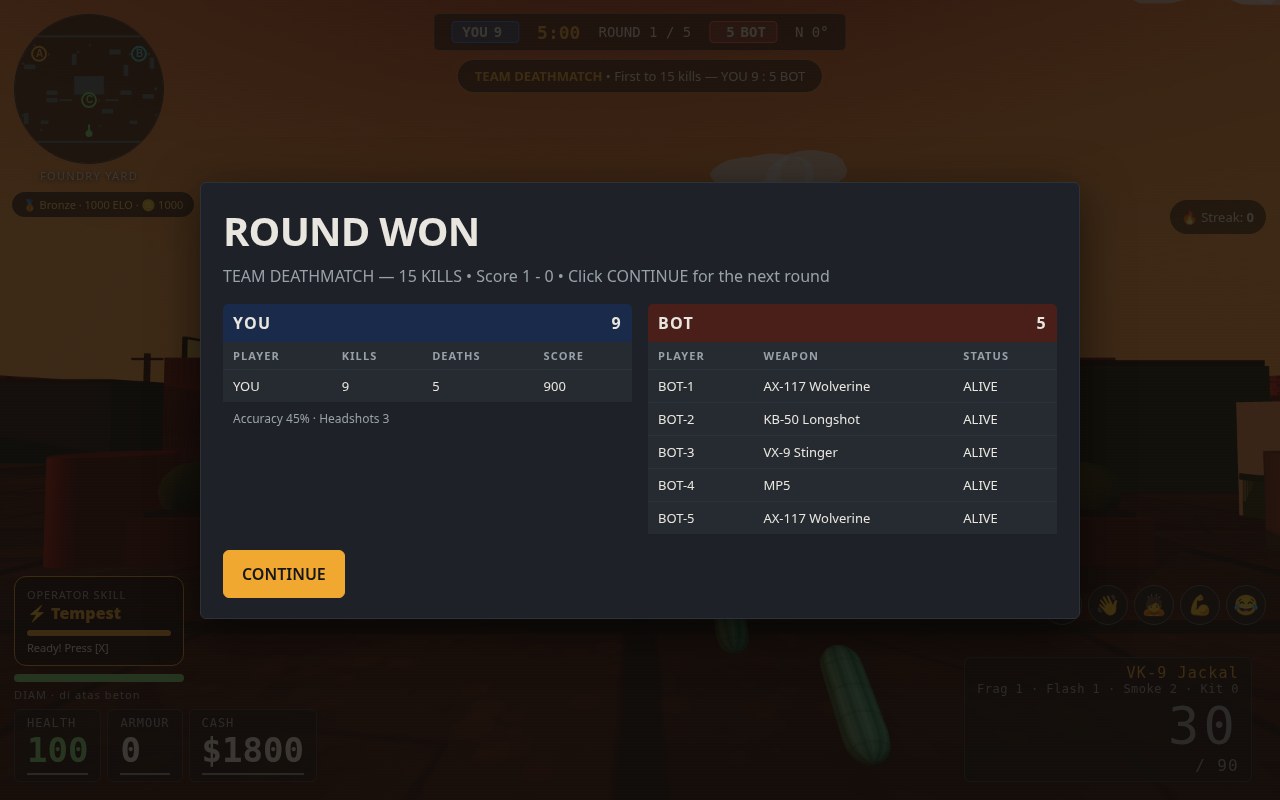 YOU 9 5:00 ROUND 1 / 5 5 BOT N 0°
TEAM DEATHMATCH • First to 15 kills — YOU 9 : 5 BOT
A B
C
FOUNDRY YARD
Bronze · 1000 ELO · 1000
Streak: 0
ROUND WON
TEAM DEATHMATCH — 15 KILLS • Score 1 - 0 • Click CONTINUE for the next round
YOU 9
PLAYER KILLS DEATHS SCORE
YOU 9 5 900
Accuracy 45% · Headshots 3
BOT 5
PLAYER WEAPON STATUS
BOT-1 AX-117 Wolverine ALIVE
BOT-2 KB-50 Longshot ALIVE
BOT-3 VX-9 Stinger ALIVE
BOT-4 MP5 ALIVE
BOT-5 AX-117 Wolverine ALIVE
CONTINUE
OPERATOR SKILL
⚡ Tempest
Ready! Press [X]
DIAM · di atas beton
HEALTH ARMOUR CASH
100 0 $1800
VK-9 Jackal
Frag 1 · Flash 1 · Smoke 2 · Kit 0
30
/ 90